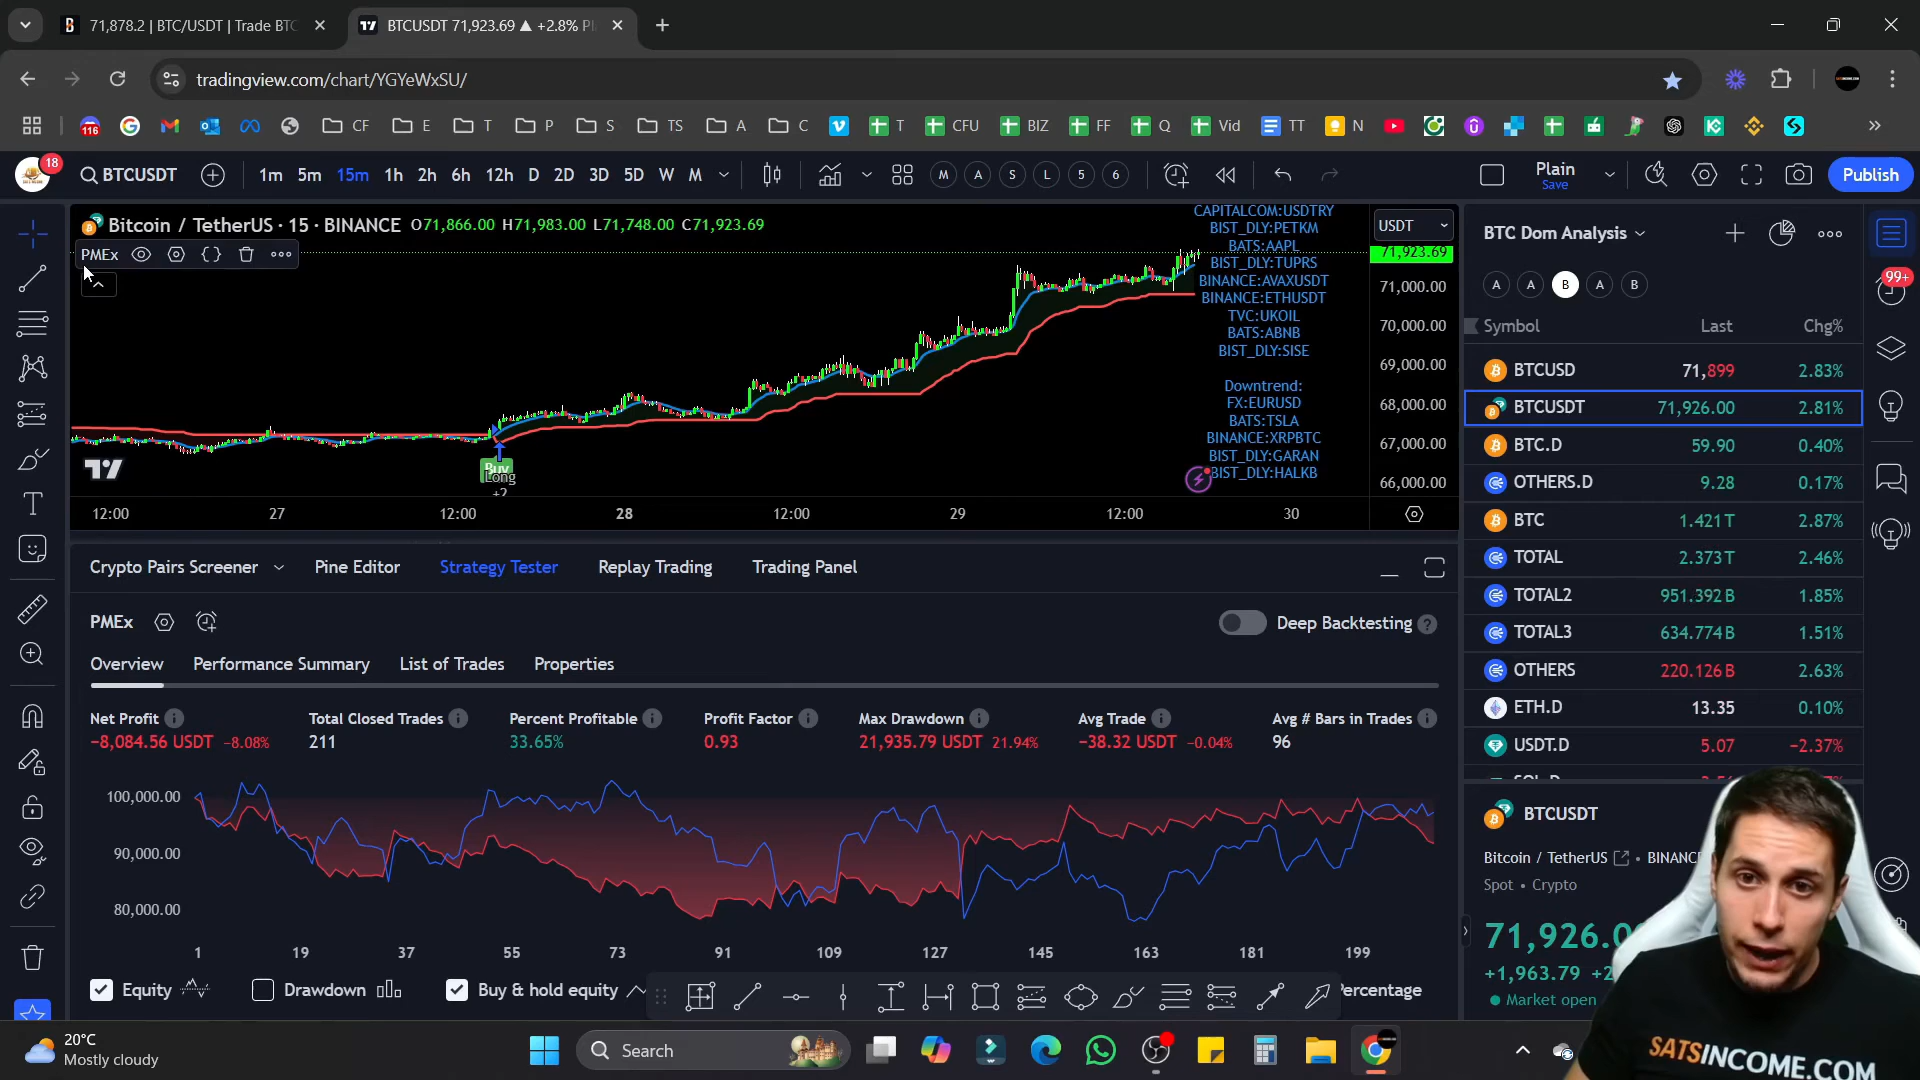 71,878.2 | BTC/USDT | Trade BTC
BTCUSDT 71,923.69 ▲ +2.8% Pl
tradingview.com/chart/YGYeWxSU/
116
CF
E
T
P
S
TS
A
C
T
CFU
BIZ
FF
Q
Vid
TT
N
18
BTCUSDT
1m 5m 15m 1h 2h 6h 12h D 2D 3D 5D W M
M A S L 5 6
Plain
Save
Publish
Bitcoin / TetherUS · 15 · BINANCE O71,866.00 H71,983.00 L71,748.00 C71,923.69
PMEx
CAPITALCOM:USDTRY
BIST_DLY:PETKM
BATS:AAPL
BIST_DLY:TUPRS
BINANCE:AVAXUSDT
BINANCE:ETHUSDT
TVC:UKOIL
BATS:ABNB
BIST_DLY:SISE
Downtrend:
FX:EURUSD
BATS:TSLA
BINANCE:XRPBTC
BIST_DLY:GARAN
BIST_DLY:HALKB
USDT
71,923.69
71,000.00
70,000.00
69,000.00
68,000.00
67,000.00
66,000.00
Buy
Long
+2
12:00 27 12:00 28 12:00 29 12:00 30
Crypto Pairs Screener Pine Editor Strategy Tester Replay Trading Trading Panel
PMEx
Deep Backtesting
Overview Performance Summary List of Trades Properties
Net Profit Total Closed Trades Percent Profitable Profit Factor Max Drawdown Avg Trade Avg # Bars in Trades
−8,084.56 USDT −8.08% 211 33.65% 0.93 21,935.79 USDT 21.94% −38.32 USDT −0.04% 96
100,000.00
90,000.00
80,000.00
1 19 37 55 73 91 109 127 145 163 181 199
Equity Drawdown Buy & hold equity Percentage
BTC Dom Analysis
A A B A B
99+
Symbol Last Chg%
BTCUSD 71,899 2.83%
BTCUSDT 71,926.00 2.81%
BTC.D 59.90 0.40%
OTHERS.D 9.28 0.17%
BTC 1.421 T 2.87%
TOTAL 2.373 T 2.46%
TOTAL2 951.392 B 1.85%
TOTAL3 634.774 B 1.51%
OTHERS 220.126 B 2.63%
ETH.D 13.35 0.10%
USDT.D 5.07 −2.37%
BTCUSDT
Bitcoin / TetherUS • BINANCE
Spot • Crypto
71,926.00
+1,963.79 +2
Market open
20°C
Mostly cloudy
Search
SATSINCOME.COM